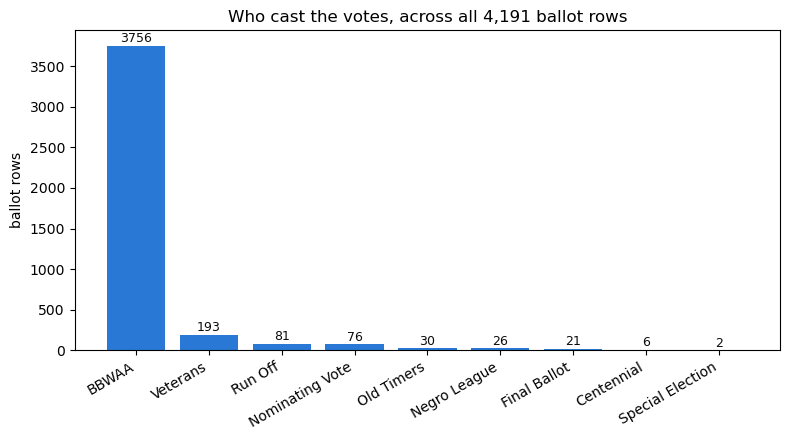 Who cast the votes, across all 4,191 ballot rows
ballot rows
3500
3000
2500
2000
1500
1000
500
0
3756
193
81
76
30
26
21
6
2
BBWAA
Veterans
Run Off
Nominating Vote
Old Timers
Negro League
Final Ballot
Centennial
Special Election